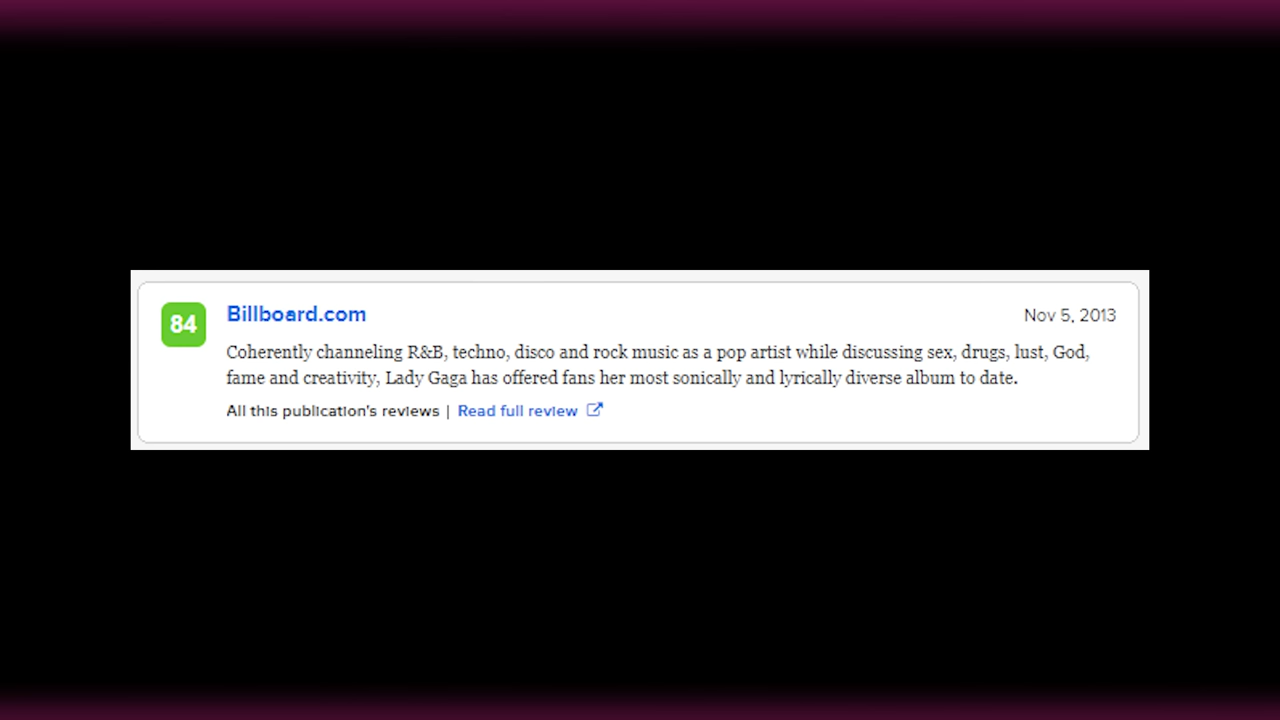 84
Billboard.com
Nov 5, 2013
Coherently channeling R&B, techno, disco and rock music as a pop artist while discussing sex, drugs, lust, God,
fame and creativity, Lady Gaga has offered fans her most sonically and lyrically diverse album to date.
All this publication's reviews | Read full review